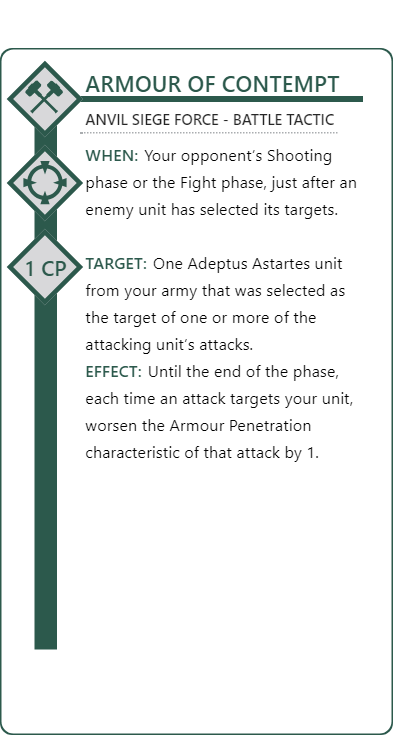 ARMOUR OF CONTEMPT
ANVIL SIEGE FORCE - BATTLE TACTIC
WHEN: Your opponent's Shooting
phase or the Fight phase, just after an
enemy unit has selected its targets.
1 CP
TARGET: One Adeptus Astartes unit
from your army that was selected as
the target of one or more of the
attacking unit's attacks.
EFFECT: Until the end of the phase,
each time an attack targets your unit,
worsen the Armour Penetration
characteristic of that attack by 1.